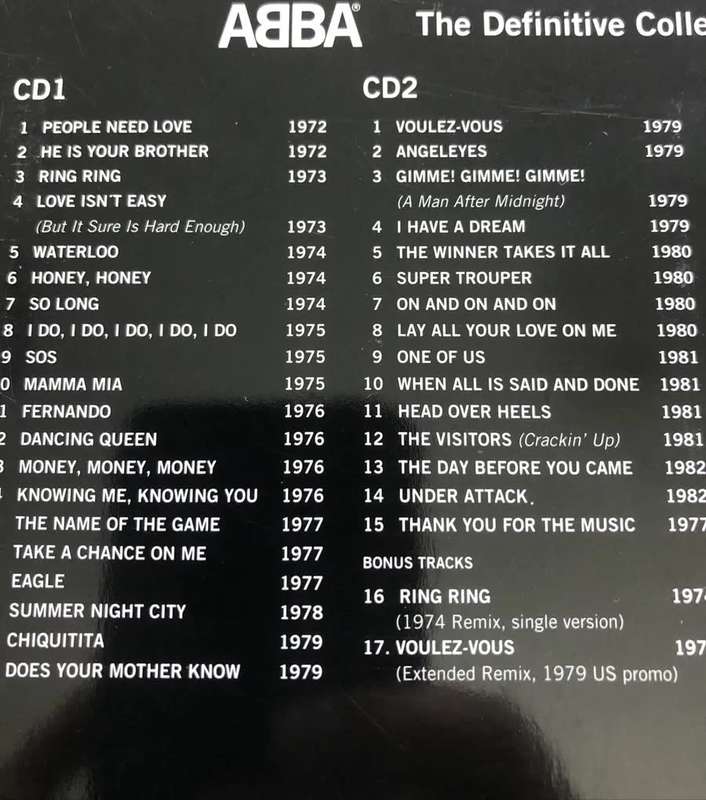 ABBA® The Definitive Colle
CD1
1 PEOPLE NEED LOVE 1972
2 HE IS YOUR BROTHER 1972
3 RING RING 1973
4 LOVE ISN'T EASY
(But It Sure Is Hard Enough) 1973
5 WATERLOO 1974
6 HONEY, HONEY 1974
7 SO LONG 1974
8 I DO, I DO, I DO, I DO, I DO 1975
9 SOS 1975
0 MAMMA MIA 1975
1 FERNANDO 1976
2 DANCING QUEEN 1976
3 MONEY, MONEY, MONEY 1976
KNOWING ME, KNOWING YOU 1976
THE NAME OF THE GAME 1977
TAKE A CHANCE ON ME 1977
EAGLE 1977
SUMMER NIGHT CITY 1978
CHIQUITITA 1979
DOES YOUR MOTHER KNOW 1979
CD2
1 VOULEZ-VOUS 1979
2 ANGELEYES 1979
3 GIMME! GIMME! GIMME!
(A Man After Midnight) 1979
4 I HAVE A DREAM 1979
5 THE WINNER TAKES IT ALL 1980
6 SUPER TROUPER 1980
7 ON AND ON AND ON 1980
8 LAY ALL YOUR LOVE ON ME 1980
9 ONE OF US 1981
10 WHEN ALL IS SAID AND DONE 1981
11 HEAD OVER HEELS 1981
12 THE VISITORS (Crackin' Up) 1981
13 THE DAY BEFORE YOU CAME 1982
14 UNDER ATTACK. 1982
15 THANK YOU FOR THE MUSIC 1977
BONUS TRACKS
16 RING RING 1974
(1974 Remix, single version)
17. VOULEZ-VOUS 197
(Extended Remix, 1979 US promo)